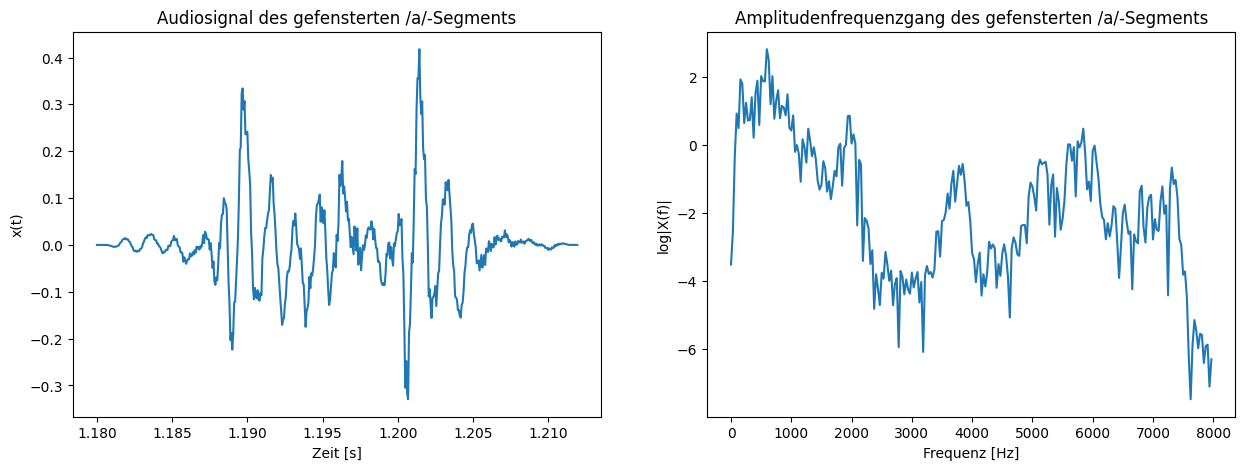 Audiosignal des gefensterten /a/-Segments
x(t)
0.4
0.3
0.2
0.1
0.0
−0.1
−0.2
−0.3
1.180 1.185 1.190 1.195 1.200 1.205 1.210
Zeit [s]
Amplitudenfrequenzgang des gefensterten /a/-Segments
log|X(f)|
2
0
−2
−4
−6
0 1000 2000 3000 4000 5000 6000 7000 8000
Frequenz [Hz]